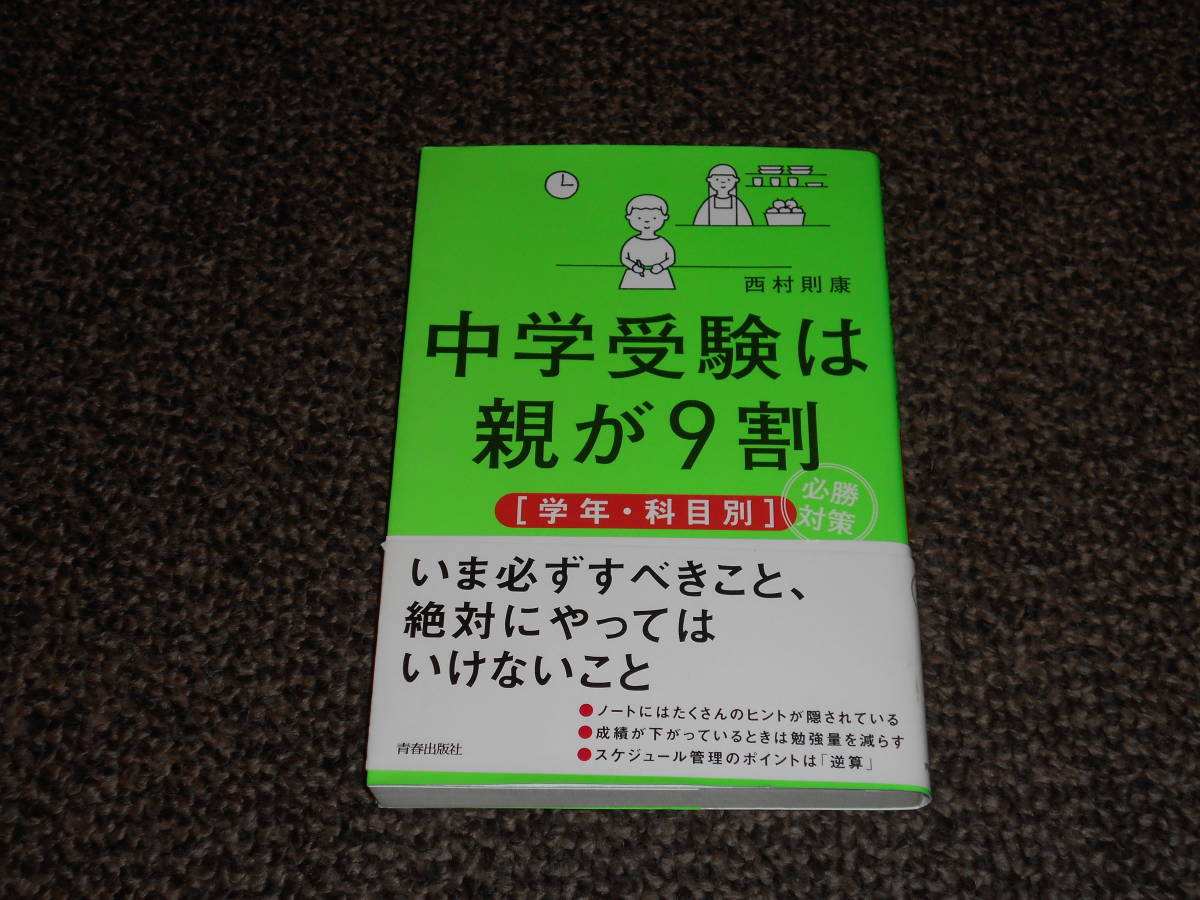 西村則康
中学受験は
親が9割
[学年・科目別]
必勝
対策
いま必ずすべきこと、
絶対にやっては
いけないこと
●ノートにはたくさんのヒントが隠されている
●成績が下がっているときは勉強量を減らす
●スケジュール管理のポイントは「逆算」
青春出版社